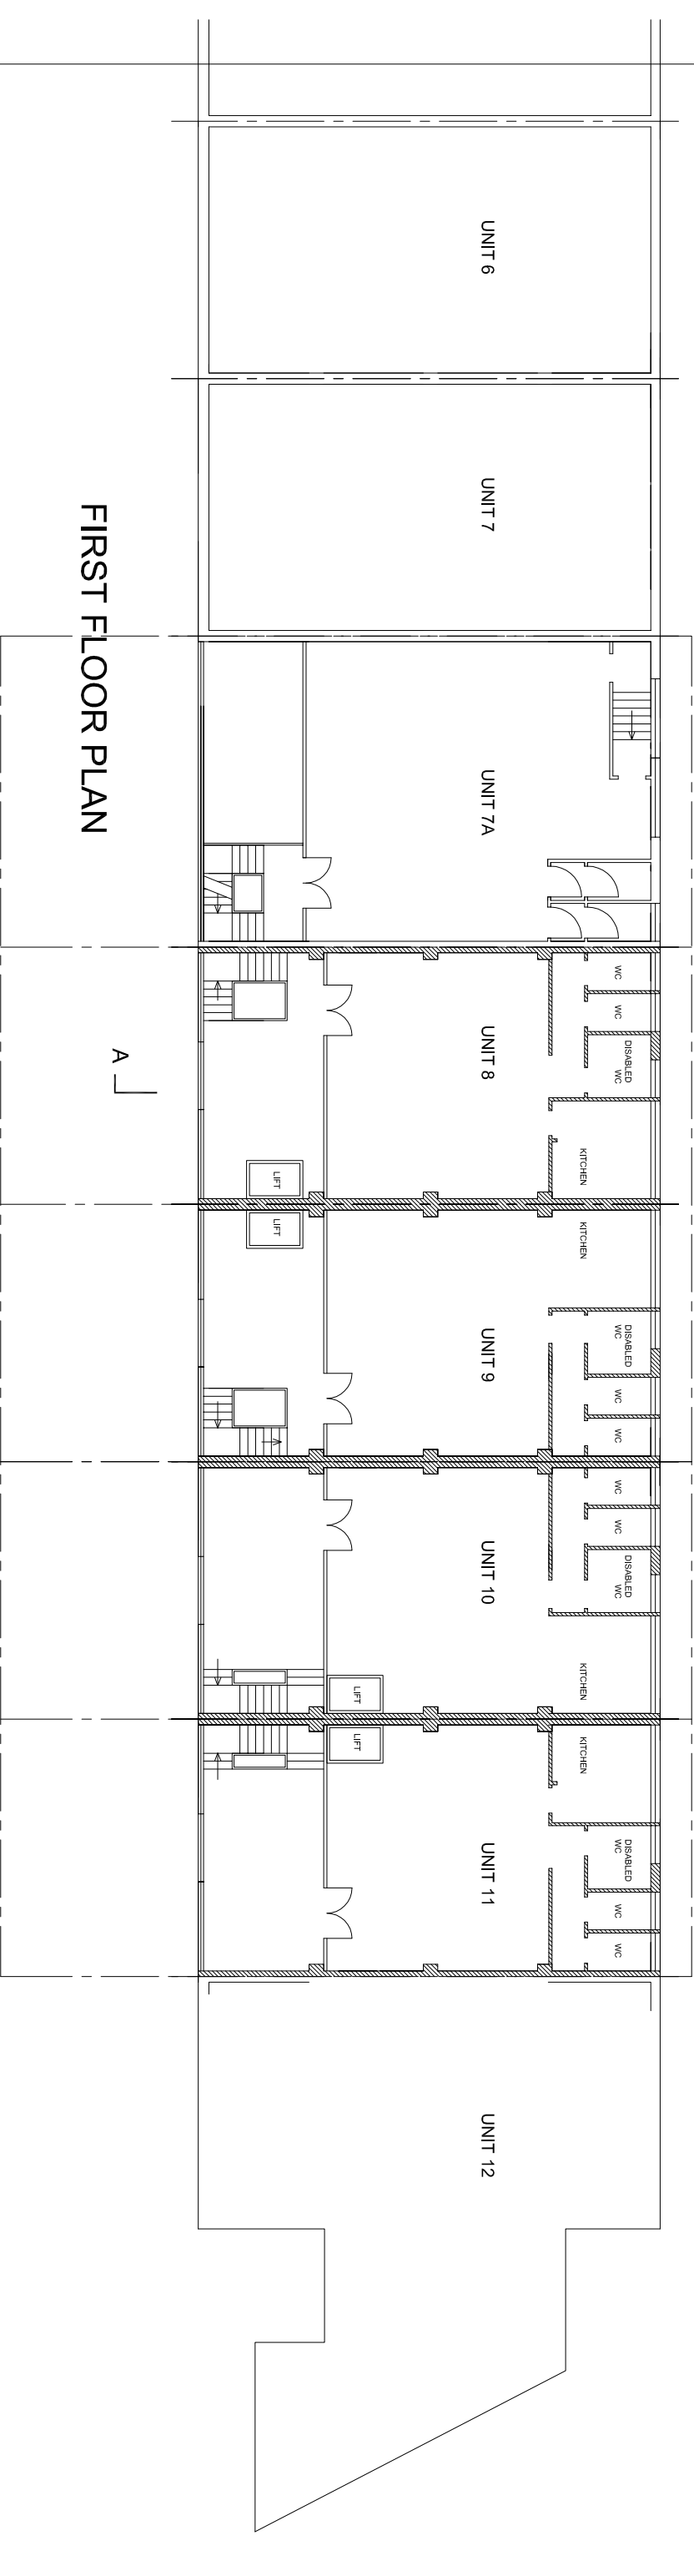 UNIT 6
UNIT 7
FIRST FLOOR PLAN
UNIT 7A
WC
WC
DISABLED
WC
UNIT 8
A
KITCHEN
LIFT
LIFT
KITCHEN
DISABLED
WC
UNIT 9
WC
WC
WC
WC
DISABLED
WC
UNIT 10
KITCHEN
LIFT
LIFT
KITCHEN
DISABLED
WC
UNIT 11
WC
WC
UNIT 12